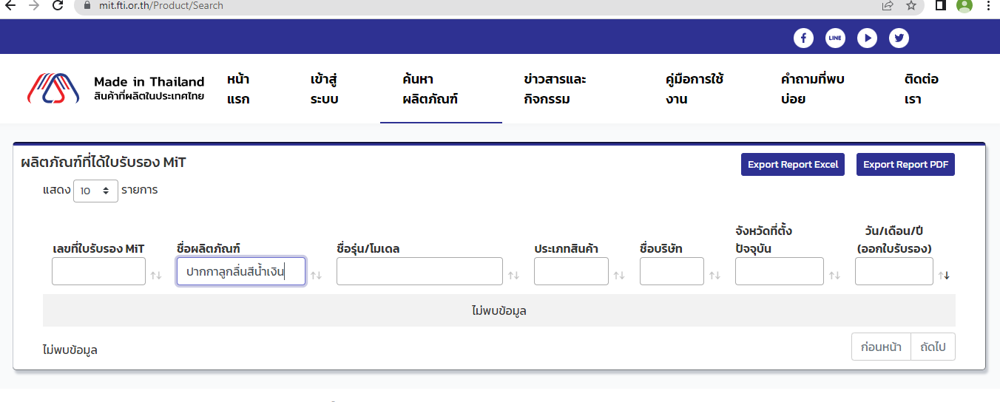 mit.fti.or.th/Product/Search
LINE
Made in Thailand
สินค้าที่ผลิตในประเทศไทย
หน้า
แรก
เข้าสู่
ระบบ
ค้นหา
ผลิตภัณฑ์
ข่าวสารและ
กิจกรรม
คู่มือการใช้
งาน
คำถามที่พบ
บ่อย
ติดต่อ
เรา
ผลิตภัณฑ์ที่ได้ใบรับรอง MiT
Export Report Excel
Export Report PDF
แสดง 10 รายการ
เลขที่ใบรับรอง MiT
ชื่อผลิตภัณฑ์
ชื่อรุ่น/โมเดล
ประเภทสินค้า
ชื่อบริษัท
จังหวัดที่ตั้ง
ปัจจุบัน
วัน/เดือน/ปี
(ออกใบรับรอง)
ปากกาลูกลื่นสีน้ำเงิน
ไม่พบข้อมูล
ไม่พบข้อมูล
ก่อนหน้า
ถัดไป